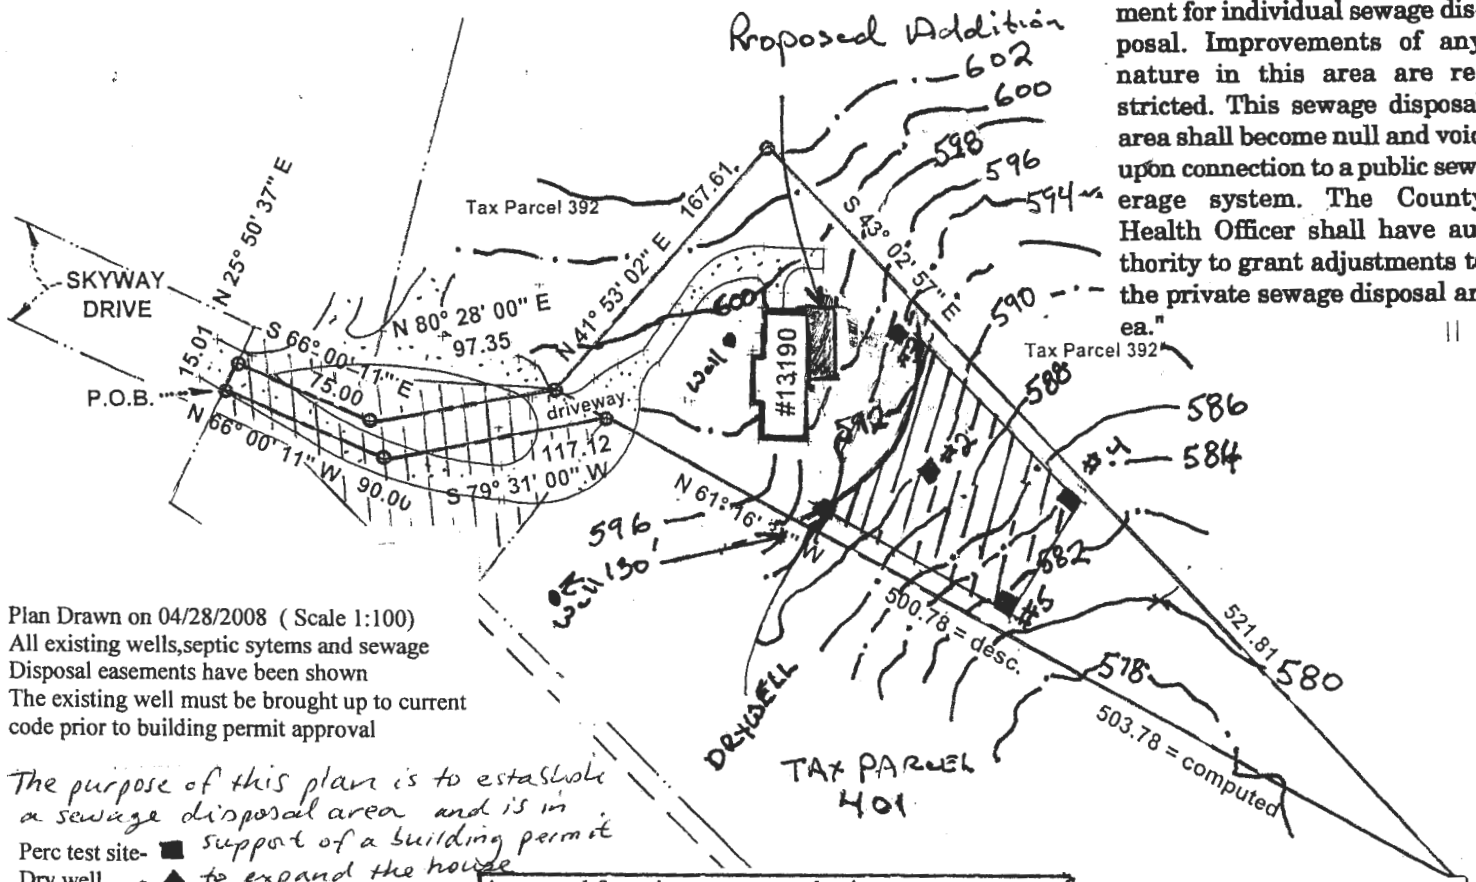 Proposed Addition
ment for individual sewage dis-
posal. Improvements of any
nature in this area are re-
stricted. This sewage disposal
area shall become null and void
upon connection to a public sew-
erage system. The County
Health Officer shall have au-
thority to grant adjustments to
the private sewage disposal ar-
ea."
602
600
598
596
594
Tax Parcel 392
167.61.
S 43° 02' 57" E
N 25° 50' 37" E
SKYWAY
DRIVE
N 41° 53' 02" E
600
590
N 80° 28' 00" E
97.35
15.01
S 66° 00' 11" E
75.00
P.O.B.
well
#13190
Tax Parcel 392
588
586
584
592
#2
#4
driveway
117.12
N 66° 00' 11" W
90.00
S 79° 31' 00" W
N 61° 16' " W
596
well 130'
582
#5
500.78 = desc.
521.81
580
578
503.78 = computed
DRYWELL
TAX PARCEL
401
Plan Drawn on 04/28/2008 ( Scale 1:100)
All existing wells,septic sytems and sewage
Disposal easements have been shown
The existing well must be brought up to current
code prior to building permit approval
The purpose of this plan is to establish
a sewage disposal area and is in
support of a building permit
to expand the house
Perc test site-
Dry well -